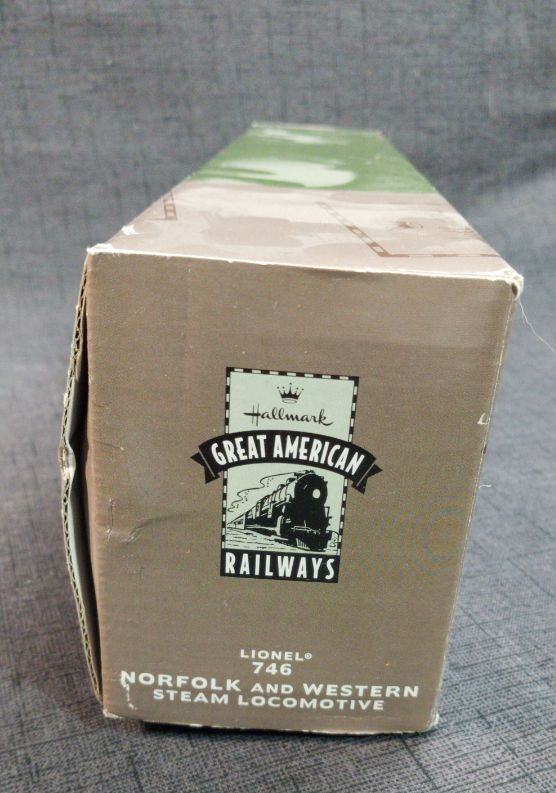 Hallmark
GREAT AMERICAN
RAILWAYS
LIONEL®
746
NORFOLK AND WESTERN
STEAM LOCOMOTIVE